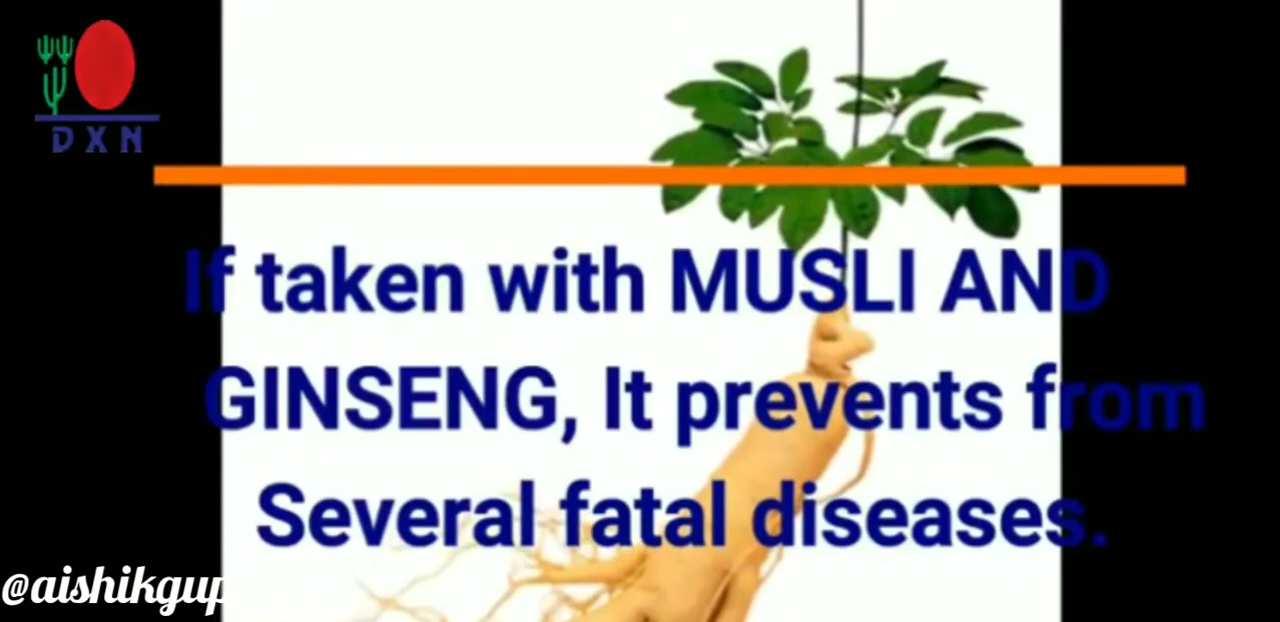 DXN
If taken with MUSLI AND
GINSENG, It prevents from
Several fatal diseases.
@aishikgup